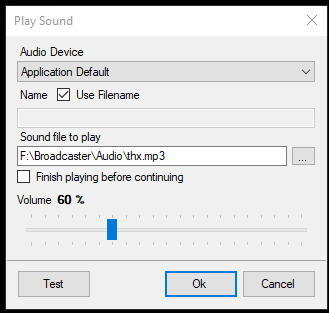 Play Sound
Audio Device
Application Default
Name Use Filename
Sound file to play
F:\Broadcaster\Audio\thx.mp3
...
Finish playing before continuing
Volume 60 %
Test Ok Cancel